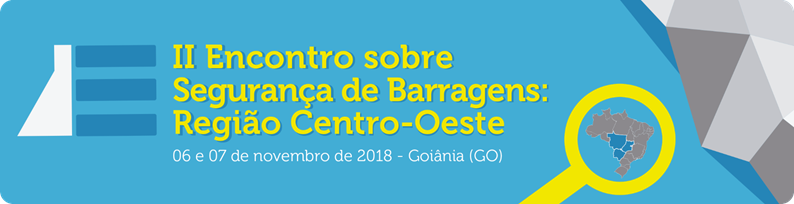 II Encontro sobre
Segurança de Barragens:
Região Centro-Oeste
06 e 07 de novembro de 2018 - Goiânia (GO)